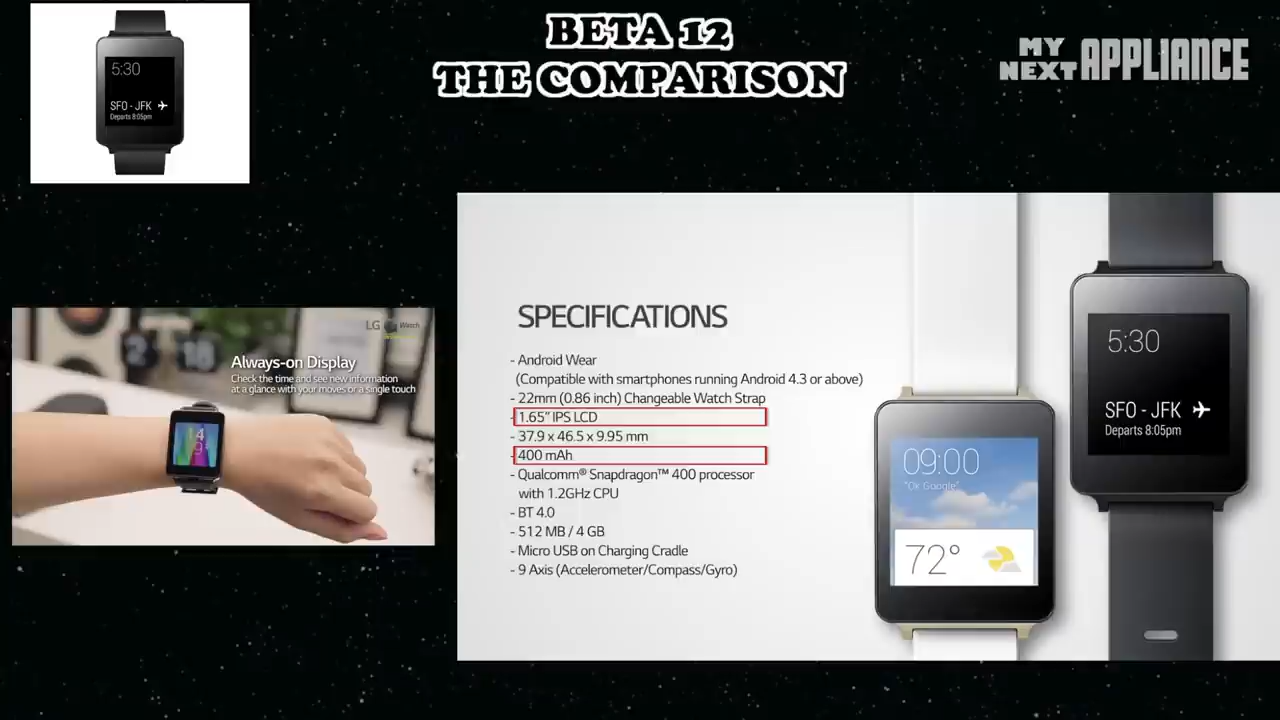 BETA 12
THE COMPARISON
MY
NEXT APPLIANCE
5:30
SFO - JFK
Departs 8:05pm
LG Watch
Always-on Display
Check the time and see new information
at a glance with your moves or a single touch
SPECIFICATIONS
- Android Wear
(Compatible with smartphones running Android 4.3 or above)
- 22mm (0.86 inch) Changeable Watch Strap
- 1.65” IPS LCD
- 37.9 x 46.5 x 9.95 mm
- 400 mAh
- Qualcomm® Snapdragon™ 400 processor
with 1.2GHz CPU
- BT 4.0
- 512 MB / 4 GB
- Micro USB on Charging Cradle
- 9 Axis (Accelerometer/Compass/Gyro)
09:00
“Ok Google”
72°
5:30
SFO - JFK
Departs 8:05pm